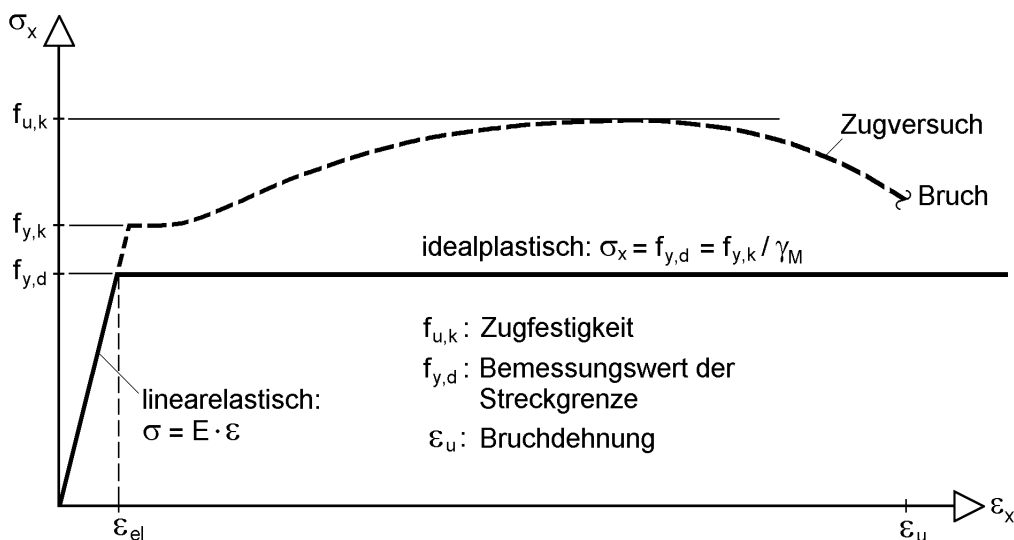 σx
fu,k
Zugversuch
Bruch
fy,k
idealplastisch: σx = fy,d = fy,k / γM
fy,d
fu,k : Zugfestigkeit
fy,d : Bemessungswert der
Streckgrenze
εu : Bruchdehnung
linearelastisch:
σ = E · ε
εel
εu
εx